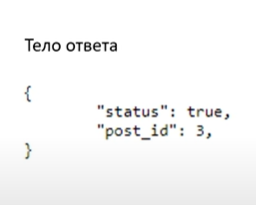 Тело ответа
{
"status": true,
"post_id": 3,
}